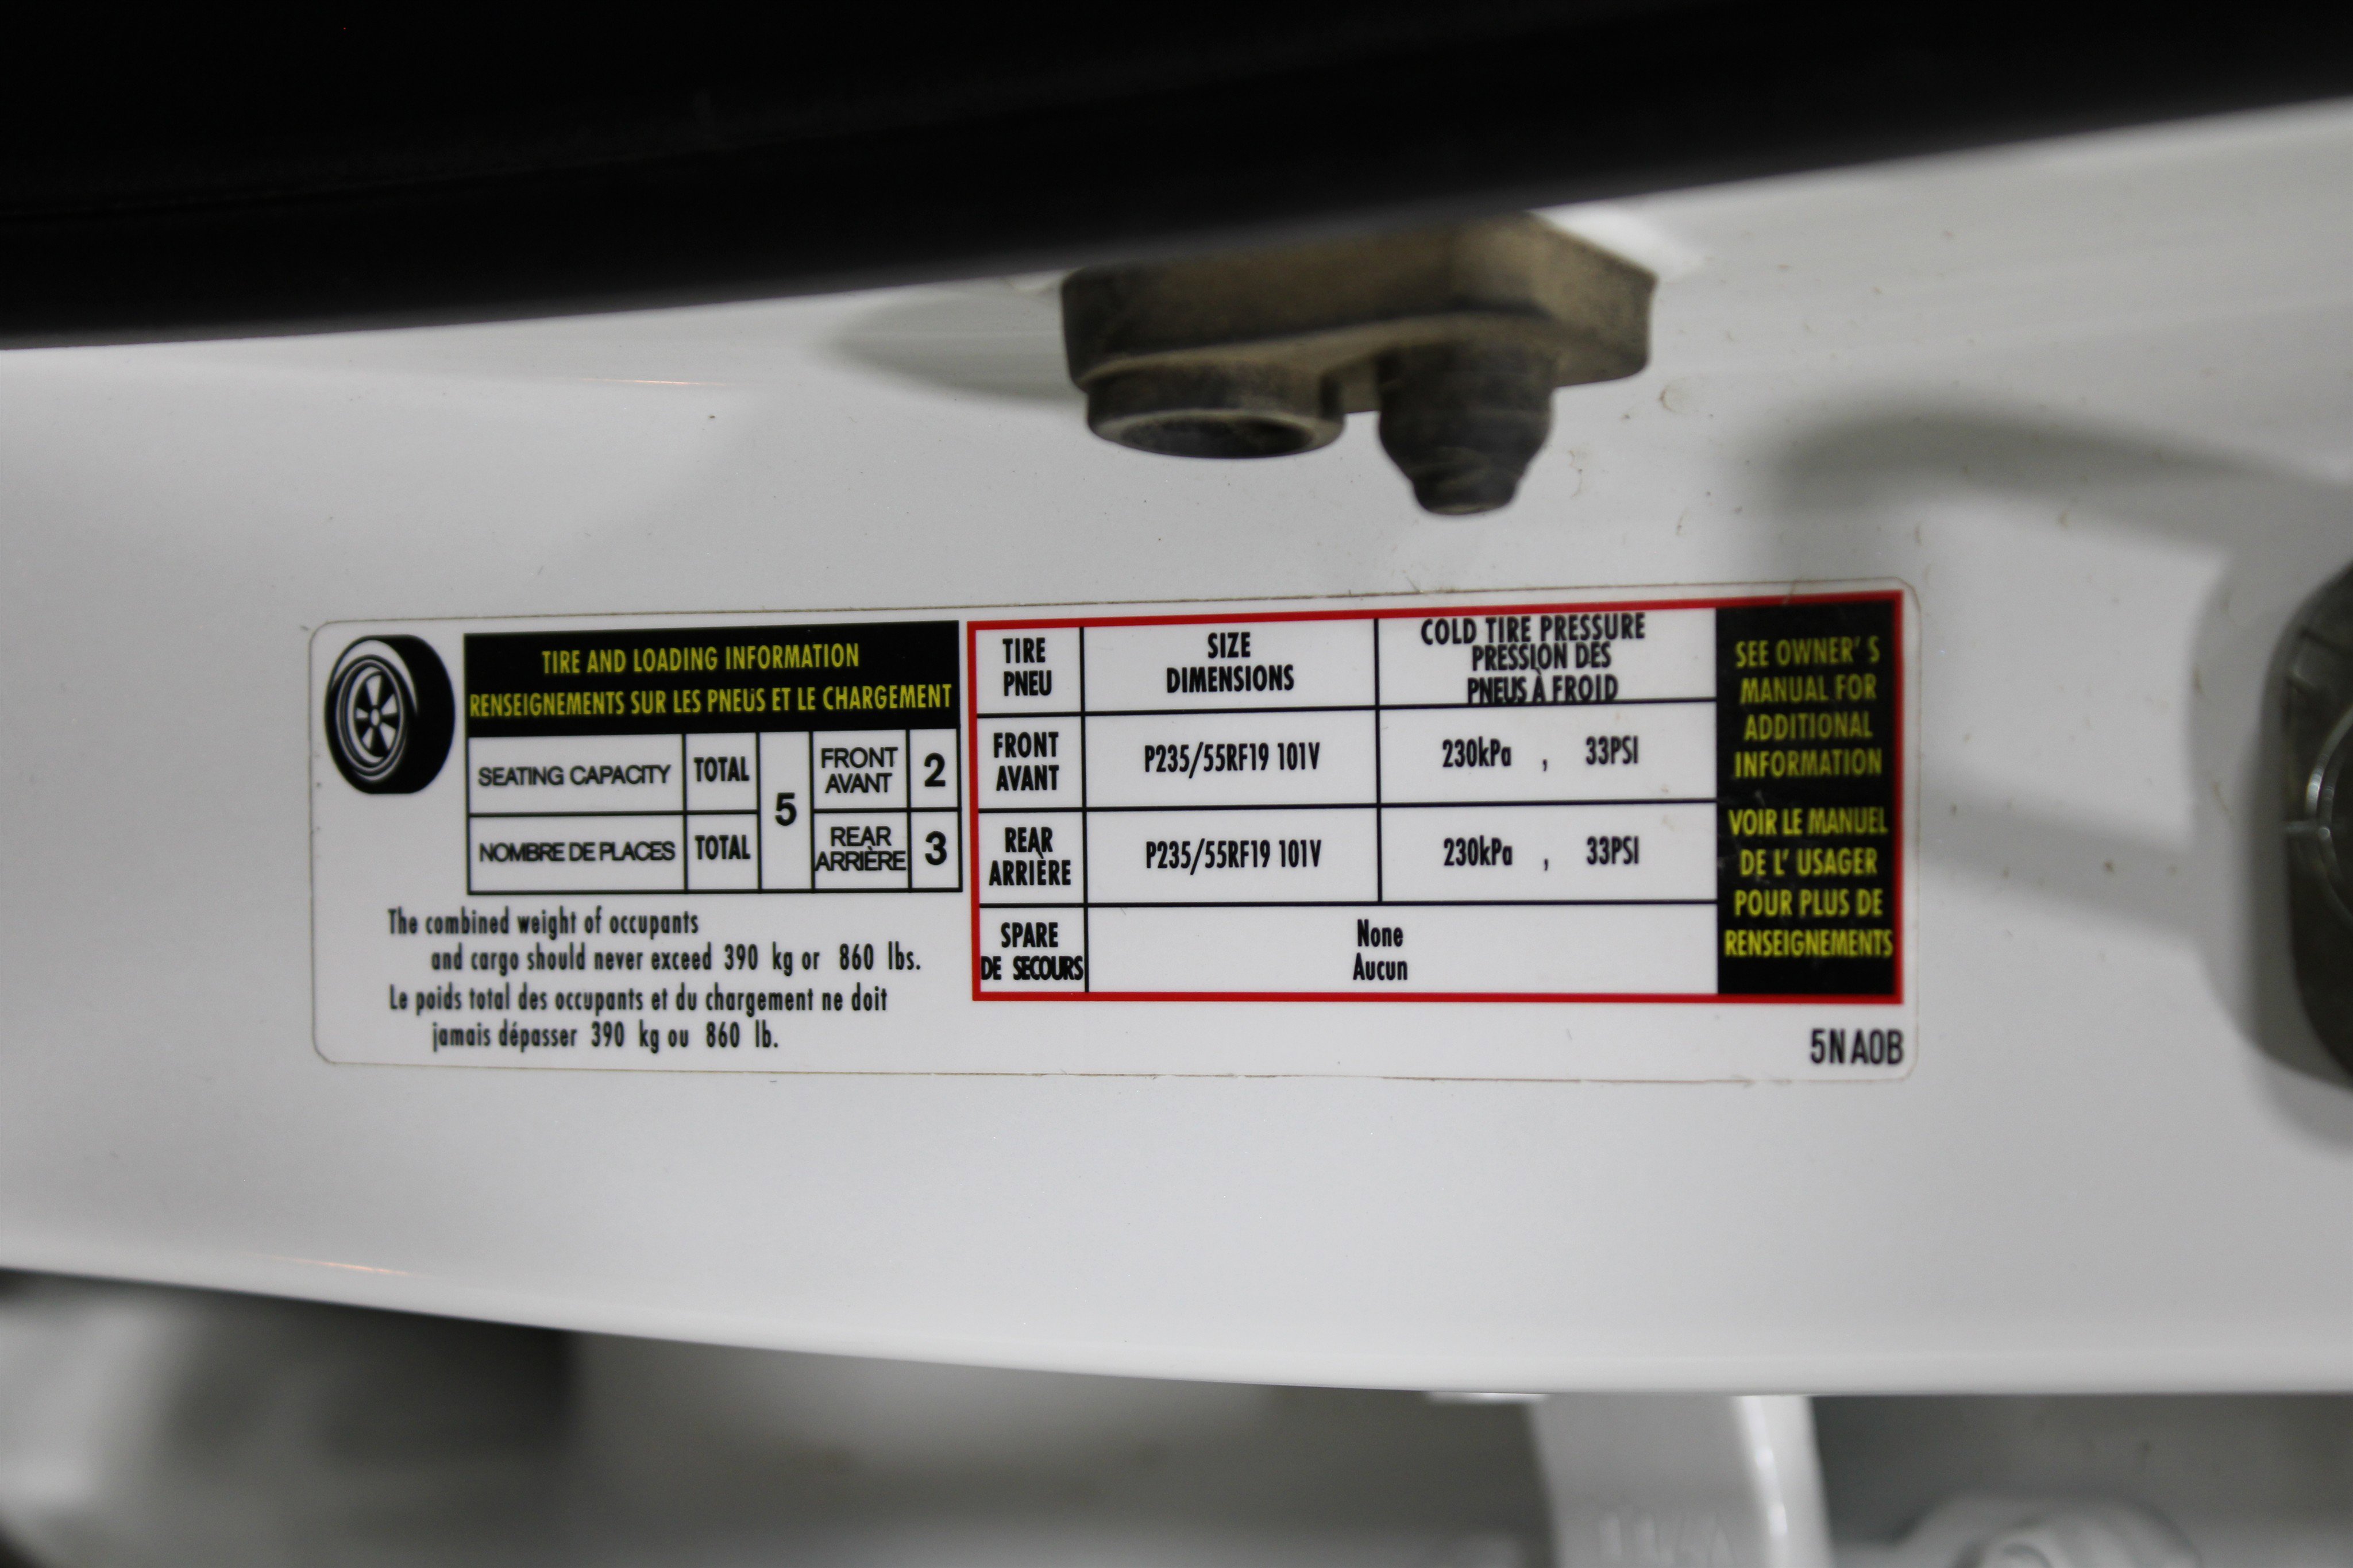 TIRE AND LOADING INFORMATION
RENSEIGNEMENTS SUR LES PNEUS ET LE CHARGEMENT
SEATING CAPACITY TOTAL 5 FRONT AVANT 2
NOMBRE DE PLACES TOTAL REAR ARRIÈRE 3
The combined weight of occupants
and cargo should never exceed 390 kg or 860 lbs.
Le poids total des occupants et du chargement ne doit
jamais dépasser 390 kg ou 860 lb.
TIRE
PNEU
SIZE
DIMENSIONS
COLD TIRE PRESSURE
PRESSION DES
PNEUS À FROID
FRONT
AVANT
P235/55RF19 101V
230kPa , 33PSI
REAR
ARRIÈRE
P235/55RF19 101V
230kPa , 33PSI
SPARE
DE SECOURS
None
Aucun
SEE OWNER'S
MANUAL FOR
ADDITIONAL
INFORMATION
VOIR LE MANUEL
DE L'USAGER
POUR PLUS DE
RENSEIGNEMENTS
5NA0B